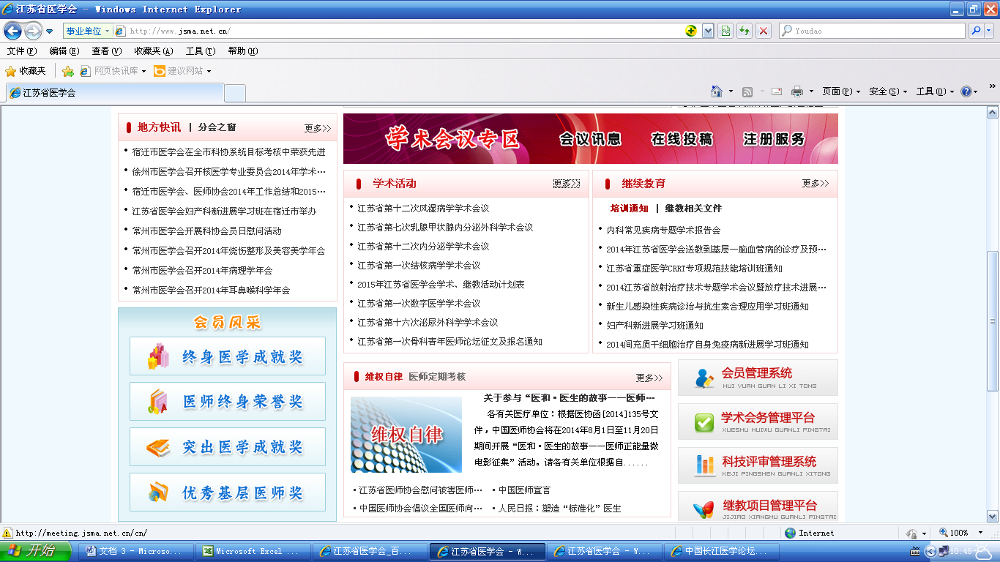 江苏省医学会 - Windows Internet Explorer
事业单位 http://www.jsma.net.cn/ Youdao
文件(F) 编辑(E) 查看(V) 收藏夹(A) 工具(T) 帮助(H)
收藏夹 网页快讯库 建议网站
江苏省医学会 页面(P) 安全(S) 工具(O) »
地方快讯 | 分会之窗 更多>>
宿迁市医学会在全市科协系统目标考核中荣获先进
徐州市医学会召开核医学专业委员会2014年学术…
宿迁市医学会、医师协会2014年工作总结和2015…
江苏省医学会妇产科新进展学习班在宿迁市举办
常州市医学会开展科协会员日慰问活动
常州市医学会召开2014年烧伤整形及美容美学年会
常州市医学会召开2014年病理学年会
常州市医学会召开2014年耳鼻喉科学年会
会员风采
终身医学成就奖
医师终身荣誉奖
突出医学成就奖
优秀基层医师奖
学术会议专区 会议讯息 在线投稿 注册服务
学术活动 更多>>
江苏省第十二次风湿病学学术会议
江苏省第七次乳腺甲状腺内分泌外科学术会议
江苏省第十二次内分泌学学术会议
江苏省第一次结核病学学术会议
2015年江苏省医学会学术、继教活动计划表
江苏省第一次数字医学学术会议
江苏省第十六次泌尿外科学学术会议
江苏省第一次骨科青年医师论坛征文及报名通知
继续教育 更多>>
培训通知 | 继教相关文件
内科常见疾病专题学术报告会
2014年江苏省医学会送教到基层—脑血管病的诊疗及预…
江苏省重症医学CRRT专项规范技能培训班通知
2014江苏省放射治疗技术专题学术会议暨放疗技术进展…
新生儿感染性疾病诊治与抗生素合理应用学习班通知
妇产科新进展学习班通知
2014间充质干细胞治疗自身免疫病新进展学习班通知
维权自律 医师定期考核 更多>>
维权自律
关于参与“医和·医生的故事——医师…
各有关医疗单位：根据医协函[2014]135号文
件，中国医师协会将在2014年8月1日至11月20日
期间开展“医和·医生的故事——医师正能量微
电影征集”活动。请各有关单位根据自......
江苏省医师协会慰问被害医师… 中国医师宣言
中国医师协会倡议全国医师向… 人民日报：塑造“标准化”医生
会员管理系统
HUI YUAN GUAN LI XI TONG
学术会务管理平台
XUESHU HUIWU GUANLI PINGTAI
科技评审管理系统
KEJI PINGSHEN GUANLI XITONG
继教项目管理平台
JIJIAO XIANGMU GUANLI PINGTAI
http://meeting.jsma.net.cn/cn/ Internet 100%
开始 文档 3 - Microso... Microsoft Excel ... 江苏省医学会_百... 江苏省医学会 - W... 江苏省医学会 - W... 中国长江医学论坛... 10:48